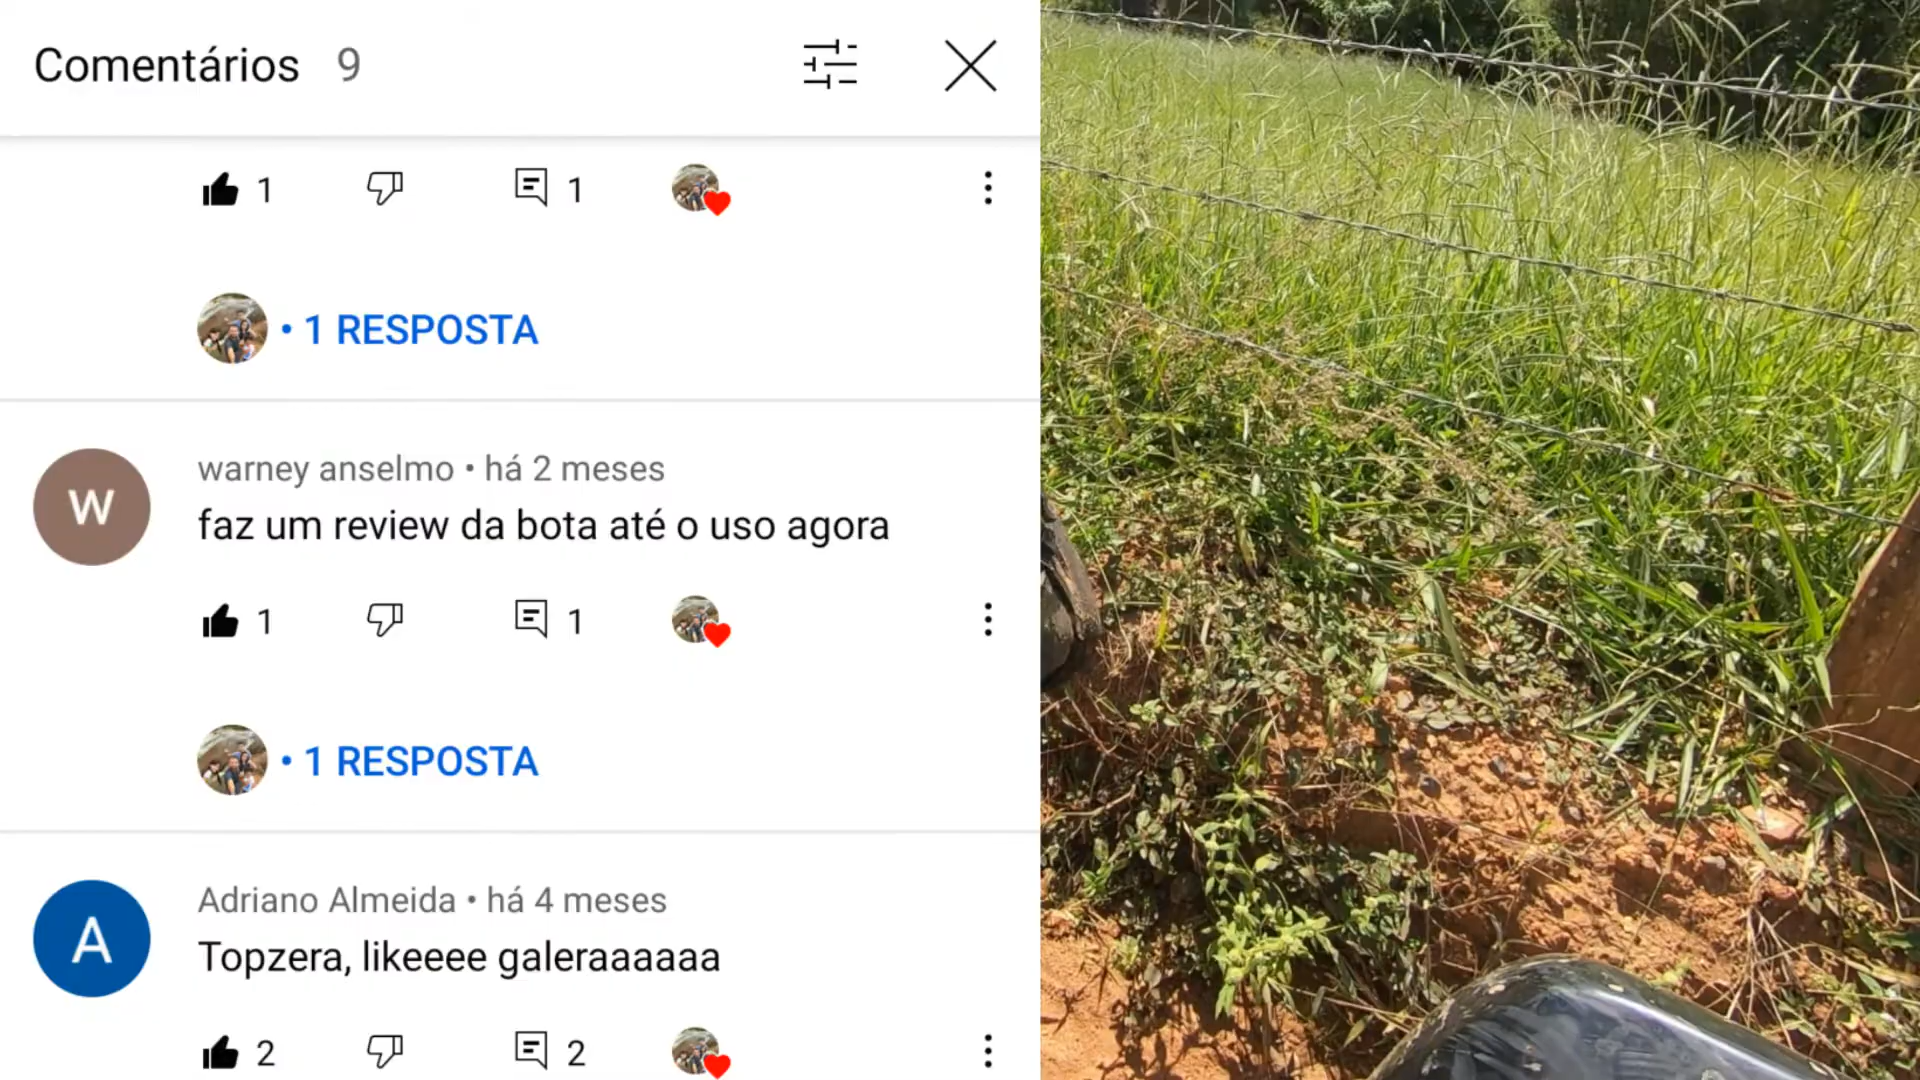 Comentários 9
1 1
• 1 RESPOSTA
W
warney anselmo • há 2 meses
faz um review da bota até o uso agora
1 1
• 1 RESPOSTA
A
Adriano Almeida • há 4 meses
Topzera, likeeee galeraaaaaa
2 2